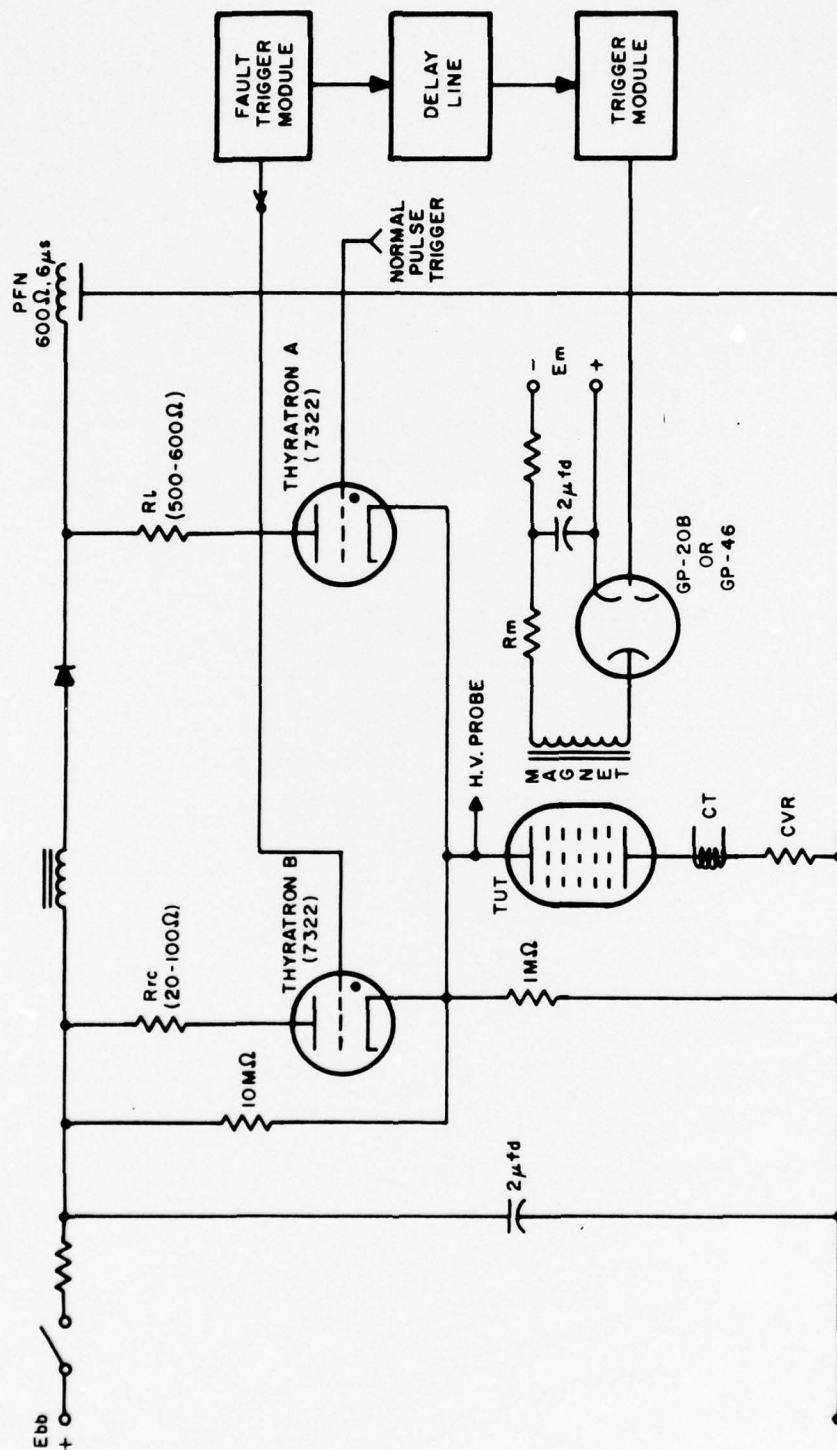 Ebb
+
Rrc
(20-100Ω)
10MΩ
2μfd
THYRATRON B
(7322)
1MΩ
PFN
600Ω, 6μs
Rl
(500-600Ω)
THYRATRON A
(7322)
NORMAL
PULSE
TRIGGER
H.V. PROBE
TUT
CT
CVR
MAGNET
Rm
2μfd
-
Em
+
GP-20B
OR
GP-46
FAULT
TRIGGER
MODULE
DELAY
LINE
TRIGGER
MODULE